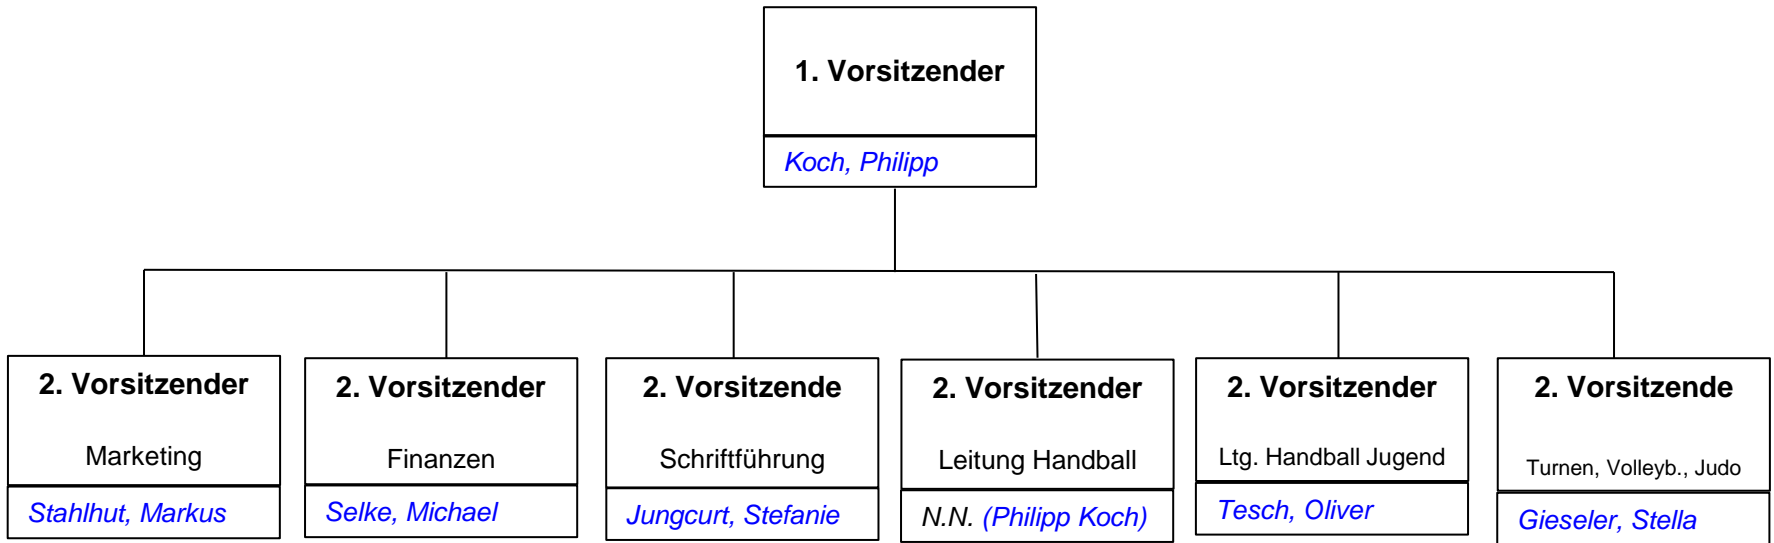 1. Vorsitzender
Koch, Philipp
2. Vorsitzender
Marketing
Stahlhut, Markus
2. Vorsitzender
Finanzen
Selke, Michael
2. Vorsitzende
Schriftführung
Jungcurt, Stefanie
2. Vorsitzender
Leitung Handball
N.N. (Philipp Koch)
2. Vorsitzender
Ltg. Handball Jugend
Tesch, Oliver
2. Vorsitzende
Turnen, Volleyb., Judo
Gieseler, Stella